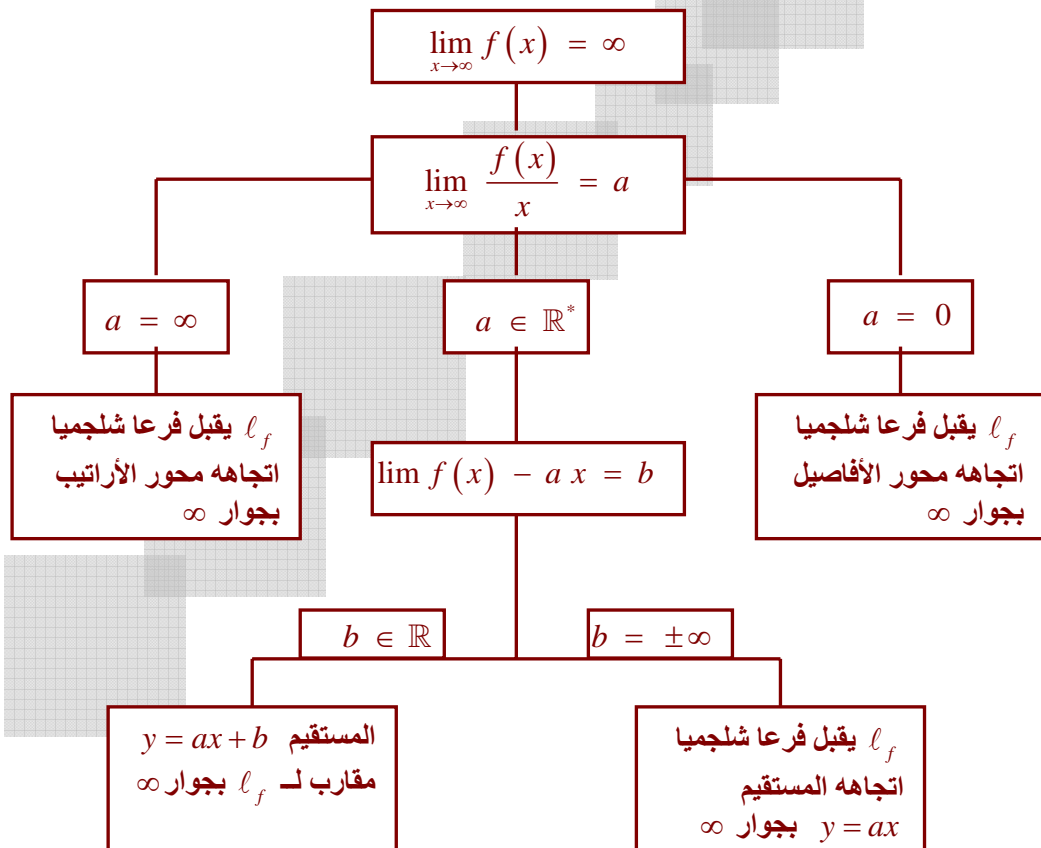 lim_{x→∞} f(x) = ∞
lim_{x→∞} f(x)/x = a
a = ∞
a ∈ ℝ*
a = 0
ℓ_f يقبل فرعا شلجميا
اتجاهه محور الأراتيب
بجوار ∞
lim f(x) − a x = b
ℓ_f يقبل فرعا شلجميا
اتجاهه محور الأفاصيل
بجوار ∞
b ∈ ℝ
b = ±∞
المستقيم y = ax + b
مقارب لــ ℓ_f بجوار ∞
ℓ_f يقبل فرعا شلجميا
اتجاهه المستقيم
y = ax بجوار ∞